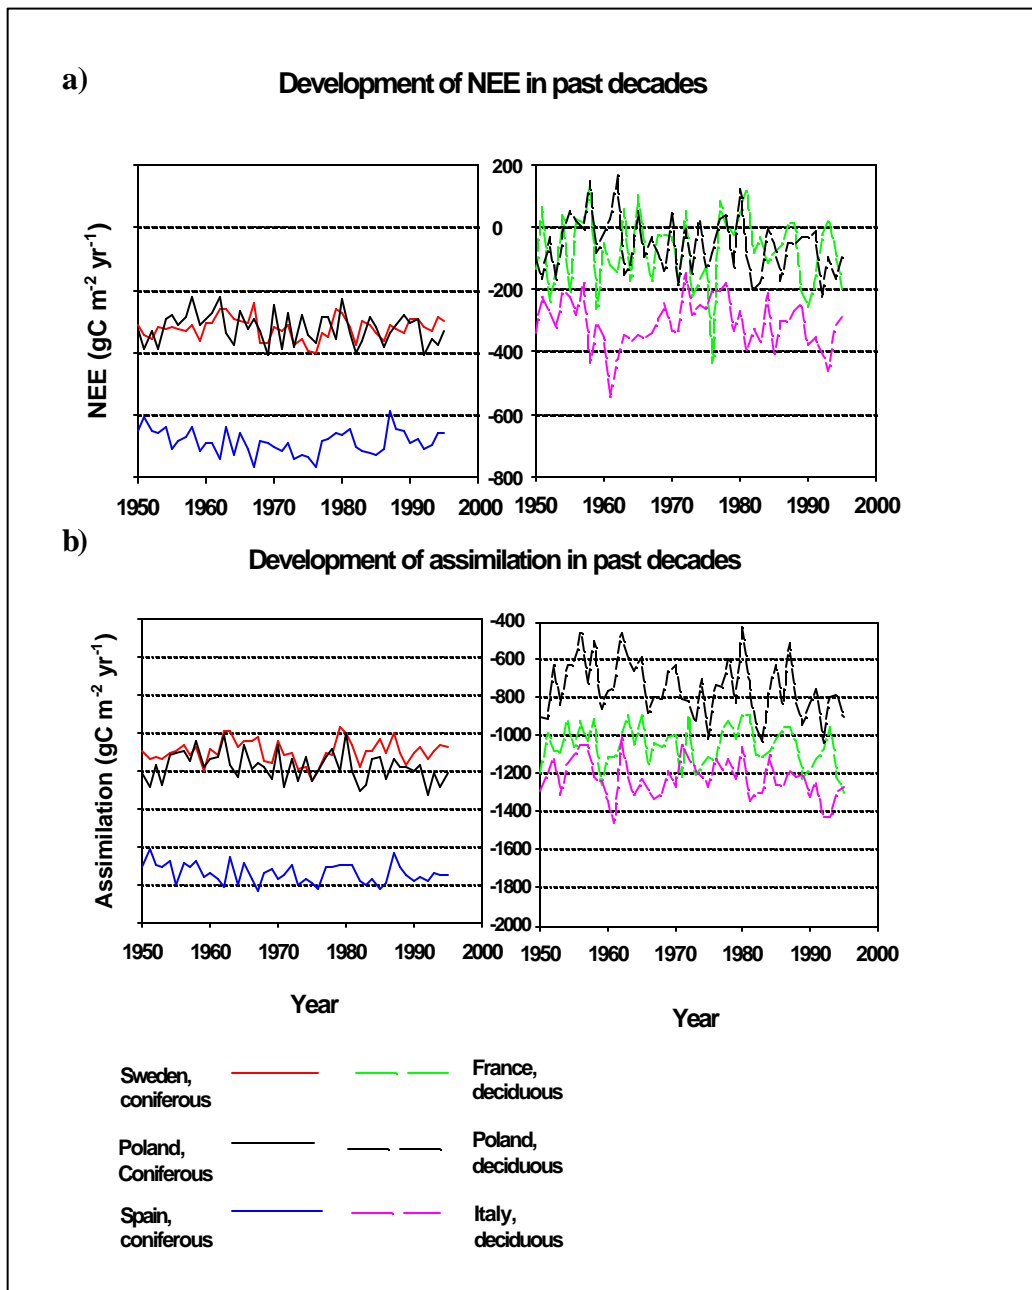 a)
Development of NEE in past decades
NEE (gC m-2 yr-1)
200
0
-200
-400
-600
-800
1950 1960 1970 1980 1990 2000
1950 1960 1970 1980 1990 2000
b)
Development of assimilation in past decades
Assimilation (gC m-2 yr-1)
-400
-600
-800
-1000
-1200
-1400
-1600
-1800
-2000
1950 1960 1970 1980 1990 2000
1950 1960 1970 1980 1990 2000
Year
Year
Sweden,
coniferous
France,
deciduous
Poland,
Coniferous
Poland,
deciduous
Spain,
coniferous
Italy,
deciduous